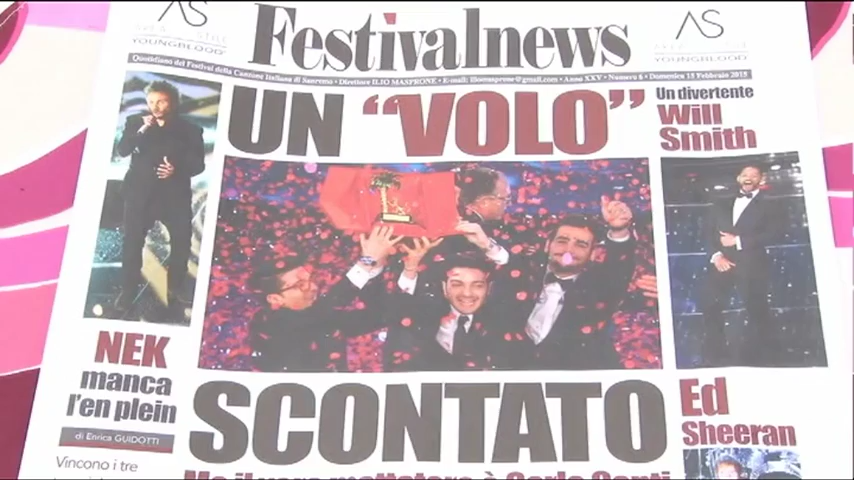 AS
YOUNGBLOOD
Festivalnews
AS
YOUNGBLOOD
Quotidiano del Festival della Canzone Italiana di Sanremo • Direttore ILIO MASPRONE • E-mail: iliomasprone@gmail.com • Anno XXV • Numero 6 • Domenica 15 Febbraio 2015
UN “VOLO”
Un divertente
Will
Smith
NEK
manca
l'en plein
di Enrica GUIDOTTI
Vincono i tre
SCONTATO
Ed
Sheeran